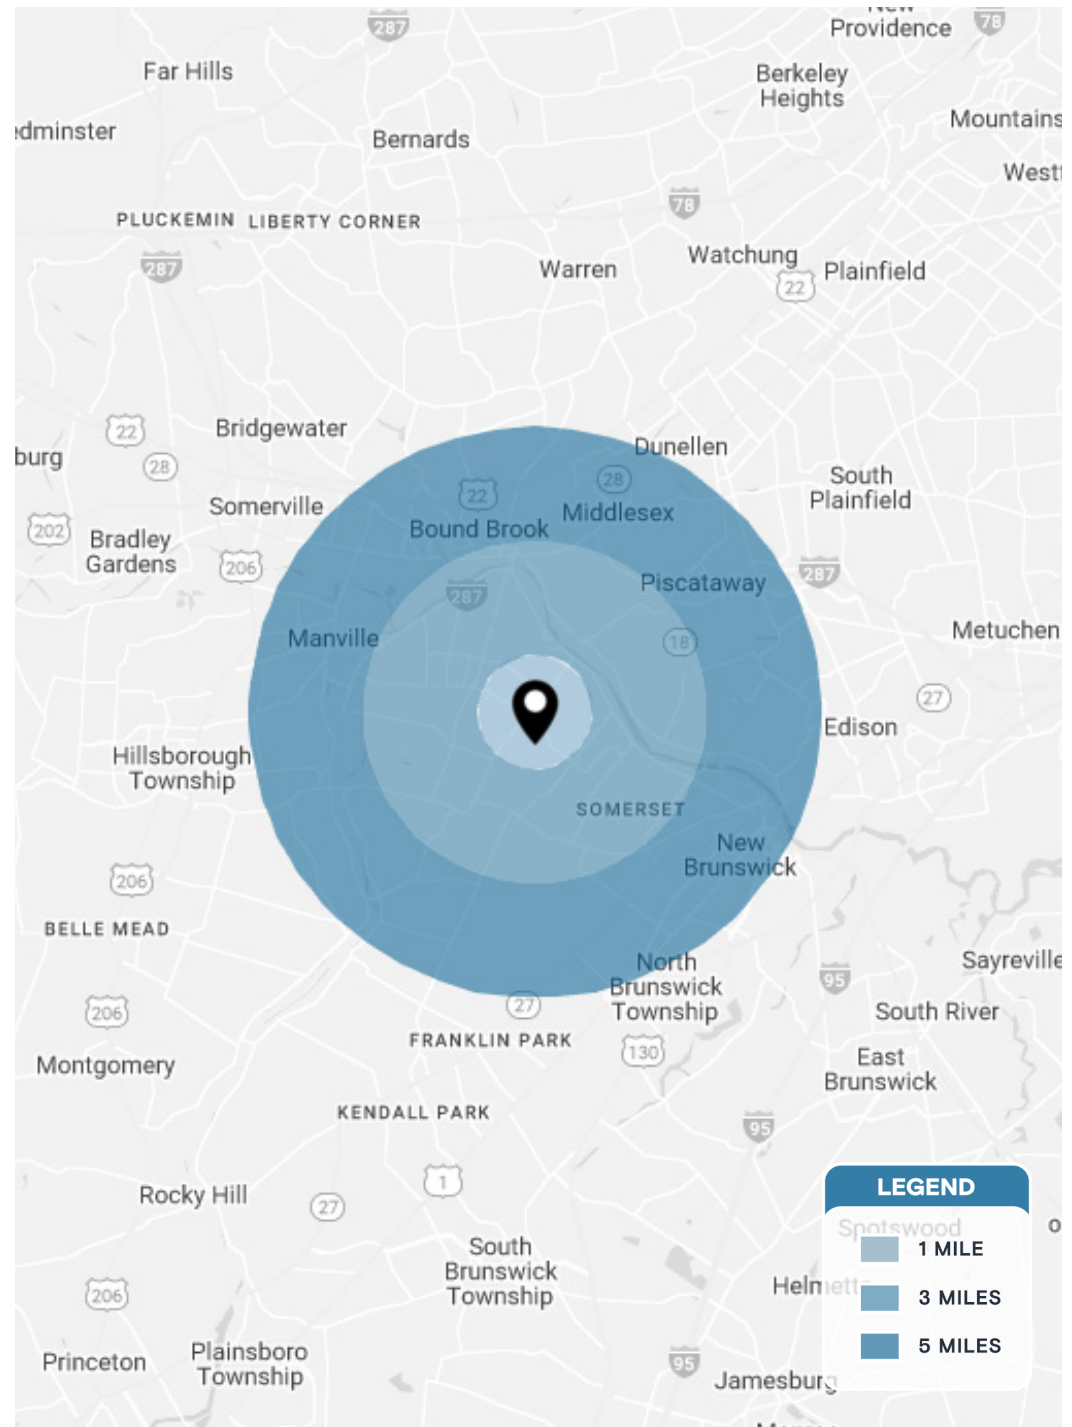 New
Providence
287
78
Far Hills
Berkeley
Heights
edminster
Mountains
Bernards
West
78
PLUCKEMIN
LIBERTY CORNER
287
Warren
Watchung
22
Plainfield
22
Bridgewater
Dunellen
burg
28
Somerville
22
28
South
Plainfield
202
Bradley
Gardens
206
Bound Brook
Middlesex
287
Piscataway
287
Manville
18
Metuchen
27
Edison
Hillsborough
Township
SOMERSET
New
Brunswick
206
BELLE MEAD
North
Brunswick
Township
95
Sayreville
206
27
South River
FRANKLIN PARK
130
Montgomery
East
Brunswick
KENDALL PARK
95
1
Rocky Hill
27
South
Brunswick
Township
LEGEND
Spotswood
1 MILE
Helmett
3 MILES
5 MILES
206
Princeton
Plainsboro
Township
95
Jamesburg